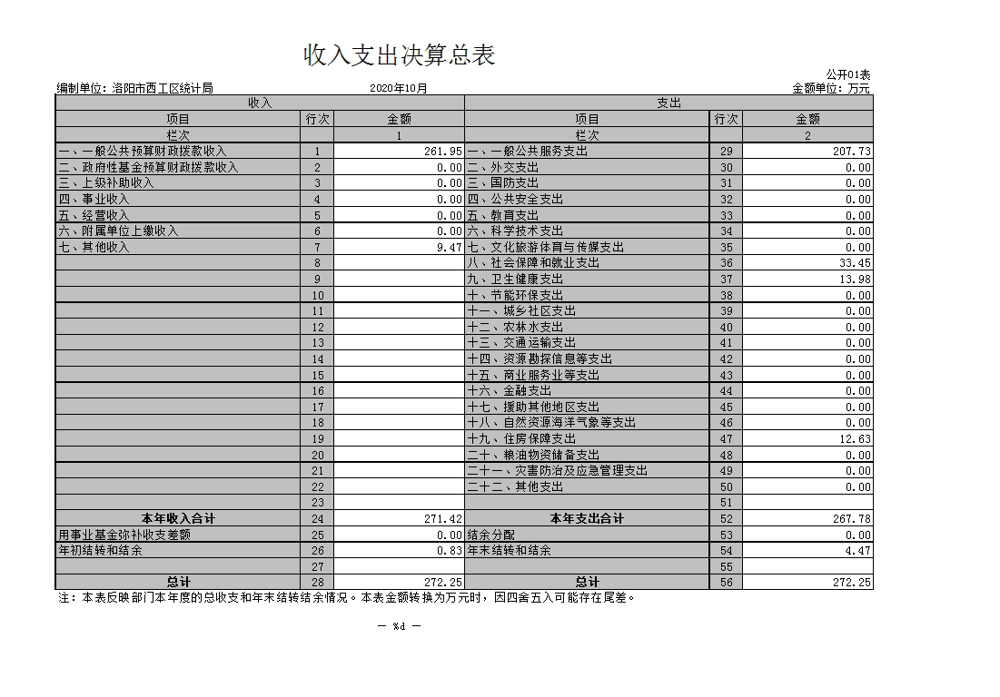 收入支出决算总表
公开01表
编制单位：洛阳市西工区统计局 2020年10月 金额单位：万元
收入 支出
项目 行次 金额 项目 行次 金额
栏次 1 栏次 2
一、一般公共预算财政拨款收入 1 261.95 一、一般公共服务支出 29 207.73
二、政府性基金预算财政拨款收入 2 0.00 二、外交支出 30 0.00
三、上级补助收入 3 0.00 三、国防支出 31 0.00
四、事业收入 4 0.00 四、公共安全支出 32 0.00
五、经营收入 5 0.00 五、教育支出 33 0.00
六、附属单位上缴收入 6 0.00 六、科学技术支出 34 0.00
七、其他收入 7 9.47 七、文化旅游体育与传媒支出 35 0.00
8 八、社会保障和就业支出 36 33.45
9 九、卫生健康支出 37 13.98
10 十、节能环保支出 38 0.00
11 十一、城乡社区支出 39 0.00
12 十二、农林水支出 40 0.00
13 十三、交通运输支出 41 0.00
14 十四、资源勘探信息等支出 42 0.00
15 十五、商业服务业等支出 43 0.00
16 十六、金融支出 44 0.00
17 十七、援助其他地区支出 45 0.00
18 十八、自然资源海洋气象等支出 46 0.00
19 十九、住房保障支出 47 12.63
20 二十、粮油物资储备支出 48 0.00
21 二十一、灾害防治及应急管理支出 49 0.00
22 二十二、其他支出 50 0.00
23 51
本年收入合计 24 271.42 本年支出合计 52 267.78
用事业基金弥补收支差额 25 0.00 结余分配 53 0.00
年初结转和结余 26 0.83 年末结转和结余 54 4.47
27 55
总计 28 272.25 总计 56 272.25
注：本表反映部门本年度的总收支和年末结转结余情况。本表金额转换为万元时，因四舍五入可能存在尾差。
— %d —